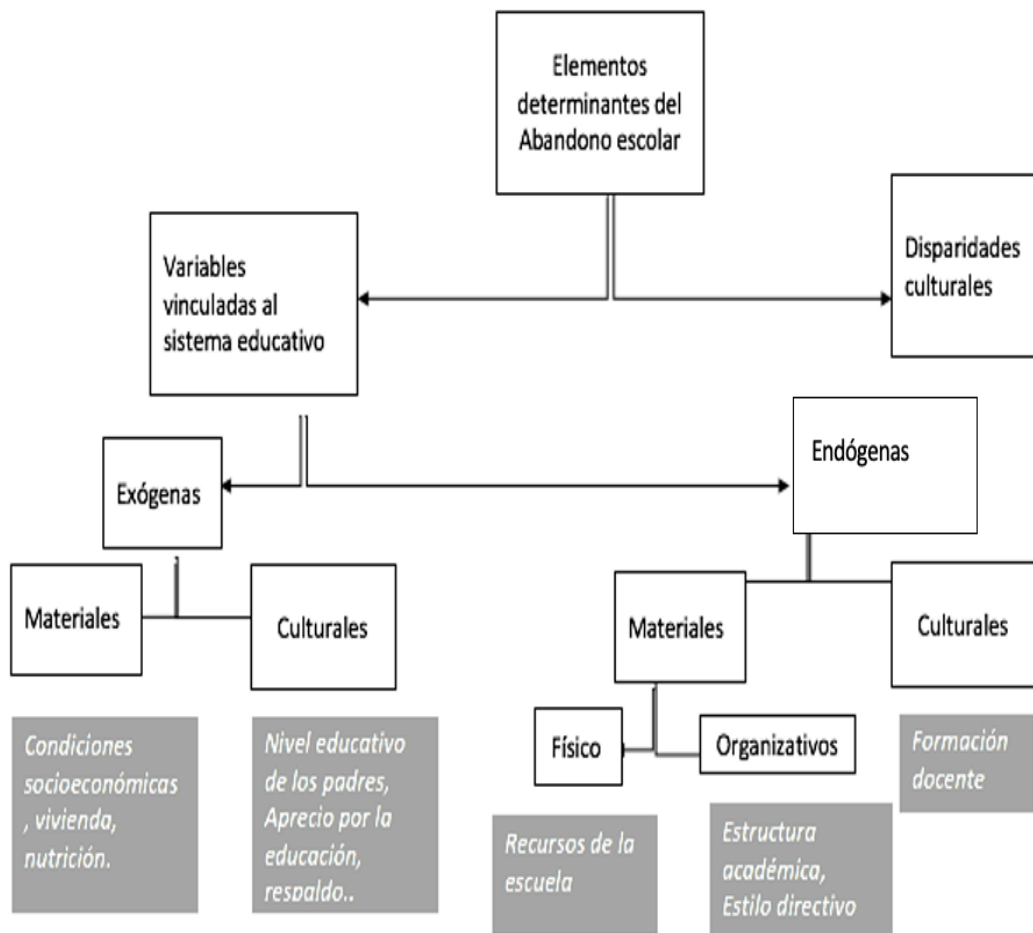 Elementos
determinantes del
Abandono escolar
Variables
vinculadas al
sistema educativo
Disparidades
culturales
Exógenas
Endógenas
Materiales
Culturales
Materiales
Culturales
Físico
Organizativos
Condiciones
socioeconómicas
, vivienda,
nutrición.
Nivel educativo
de los padres,
Aprecio por la
educación,
respaldo..
Recursos de la
escuela
Estructura
académica,
Estilo directivo
Formación
docente